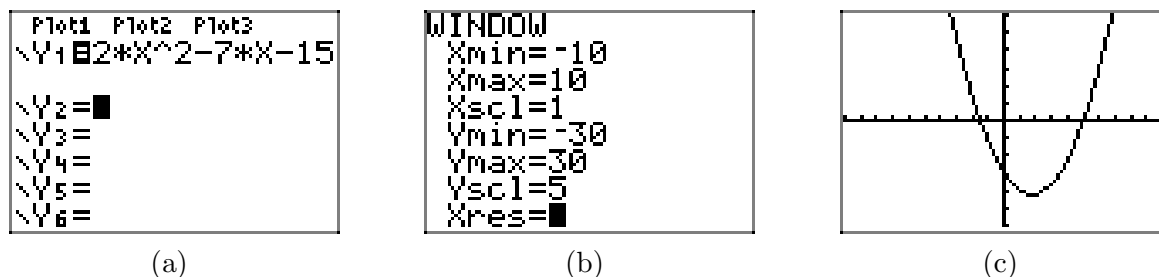 Plot1 Plot2 Plot3
\Y1=2*X^2-7*X-15
\Y2=
\Y3=
\Y4=
\Y5=
\Y6=
WINDOW
Xmin=-10
Xmax=10
Xscl=1
Ymin=-30
Ymax=30
Yscl=5
Xres=
(a)
(b)
(c)